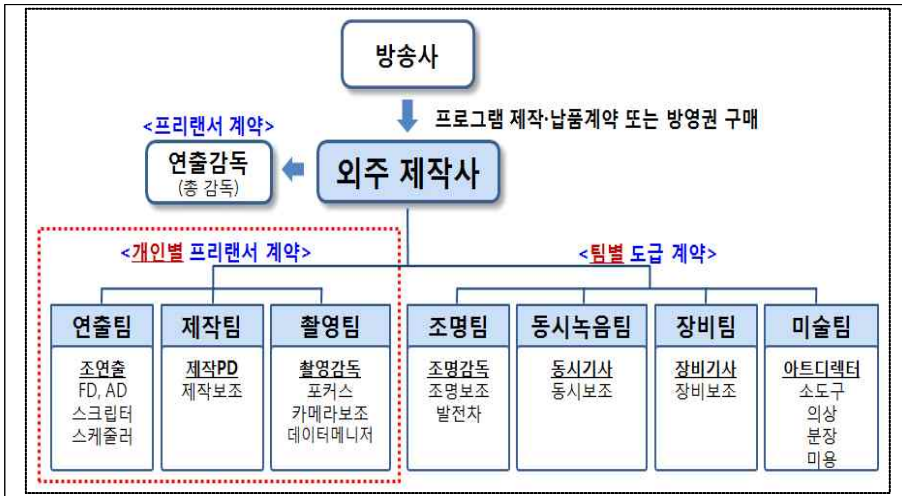 방송사
프로그램 제작·납품계약 또는 방영권 구매
<프리랜서 계약>
연출감독
(총 감독)
외주 제작사
<개인별 프리랜서 계약>
<팀별 도급 계약>
연출팀
조연출
FD, AD
스크립터
스케줄러
제작팀
제작PD
제작보조
촬영팀
촬영감독
포커스
카메라보조
데이터메니저
조명팀
조명감독
조명보조
발전차
동시녹음팀
동시기사
동시보조
장비팀
장비기사
장비보조
미술팀
아트디렉터
소도구
의상
분장
미용